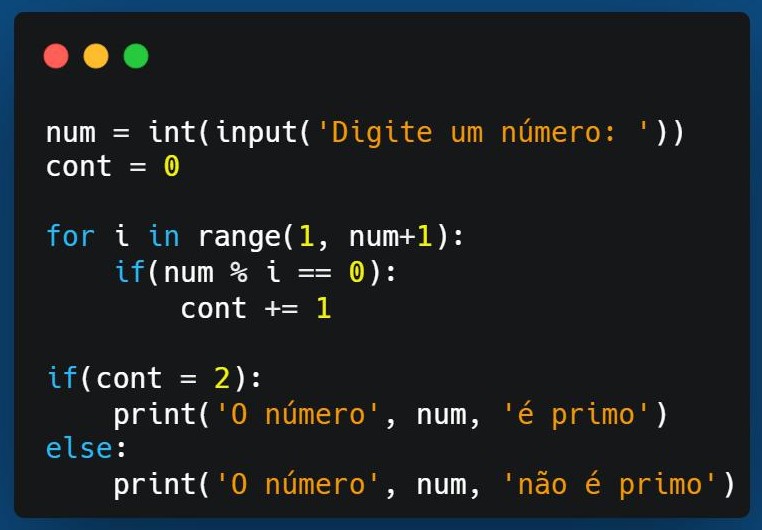 num = int(input('Digite um número: '))
cont = 0
for i in range(1, num+1):
    if(num % i == 0):
        cont += 1
if(cont = 2):
    print('O número', num, 'é primo')
else:
    print('O número', num, 'não é primo')